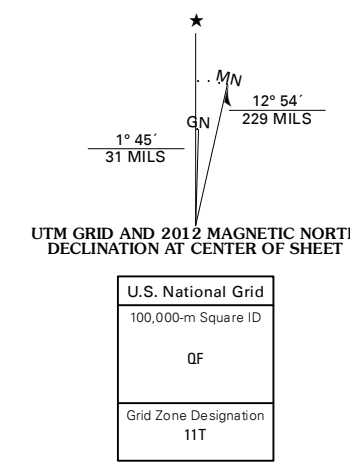 ★
MN
GN
12° 54´
229 MILS
1° 45´
31 MILS
UTM GRID AND 2012 MAGNETIC NORT
DECLINATION AT CENTER OF SHEET
U.S. National Grid
100,000-m Square ID
QF
Grid Zone Designation
11T